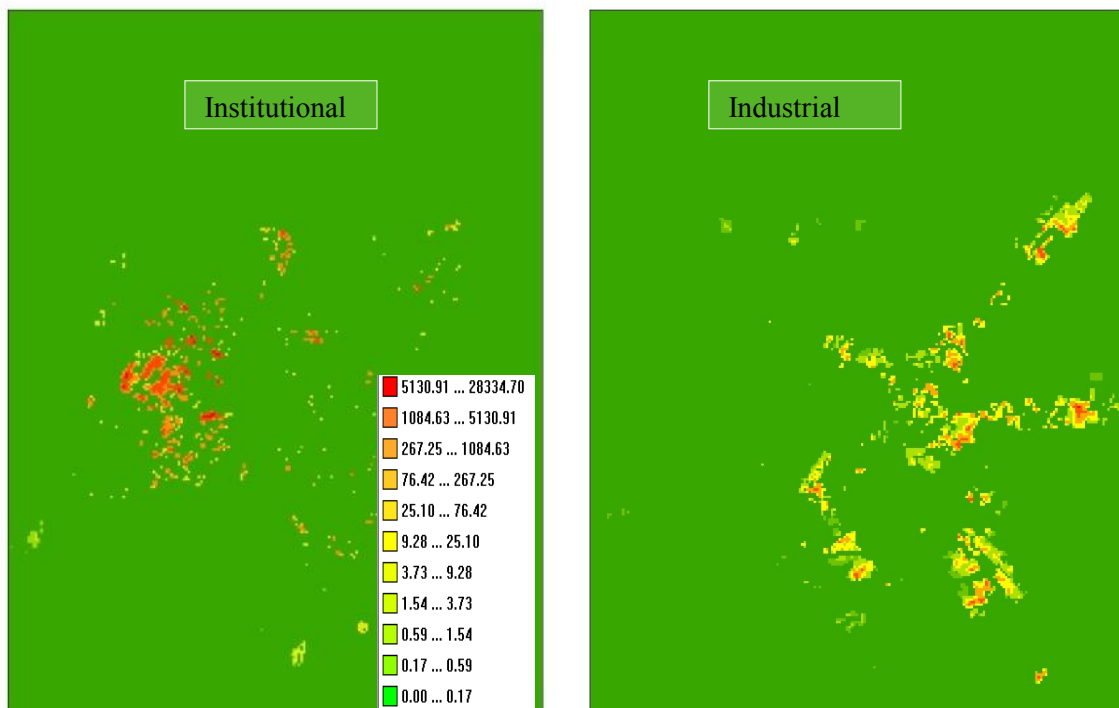 Institutional
Industrial
5130.91 ... 28334.70
1084.63 ... 5130.91
267.25 ... 1084.63
76.42 ... 267.25
25.10 ... 76.42
9.28 ... 25.10
3.73 ... 9.28
1.54 ... 3.73
0.59 ... 1.54
0.17 ... 0.59
0.00 ... 0.17